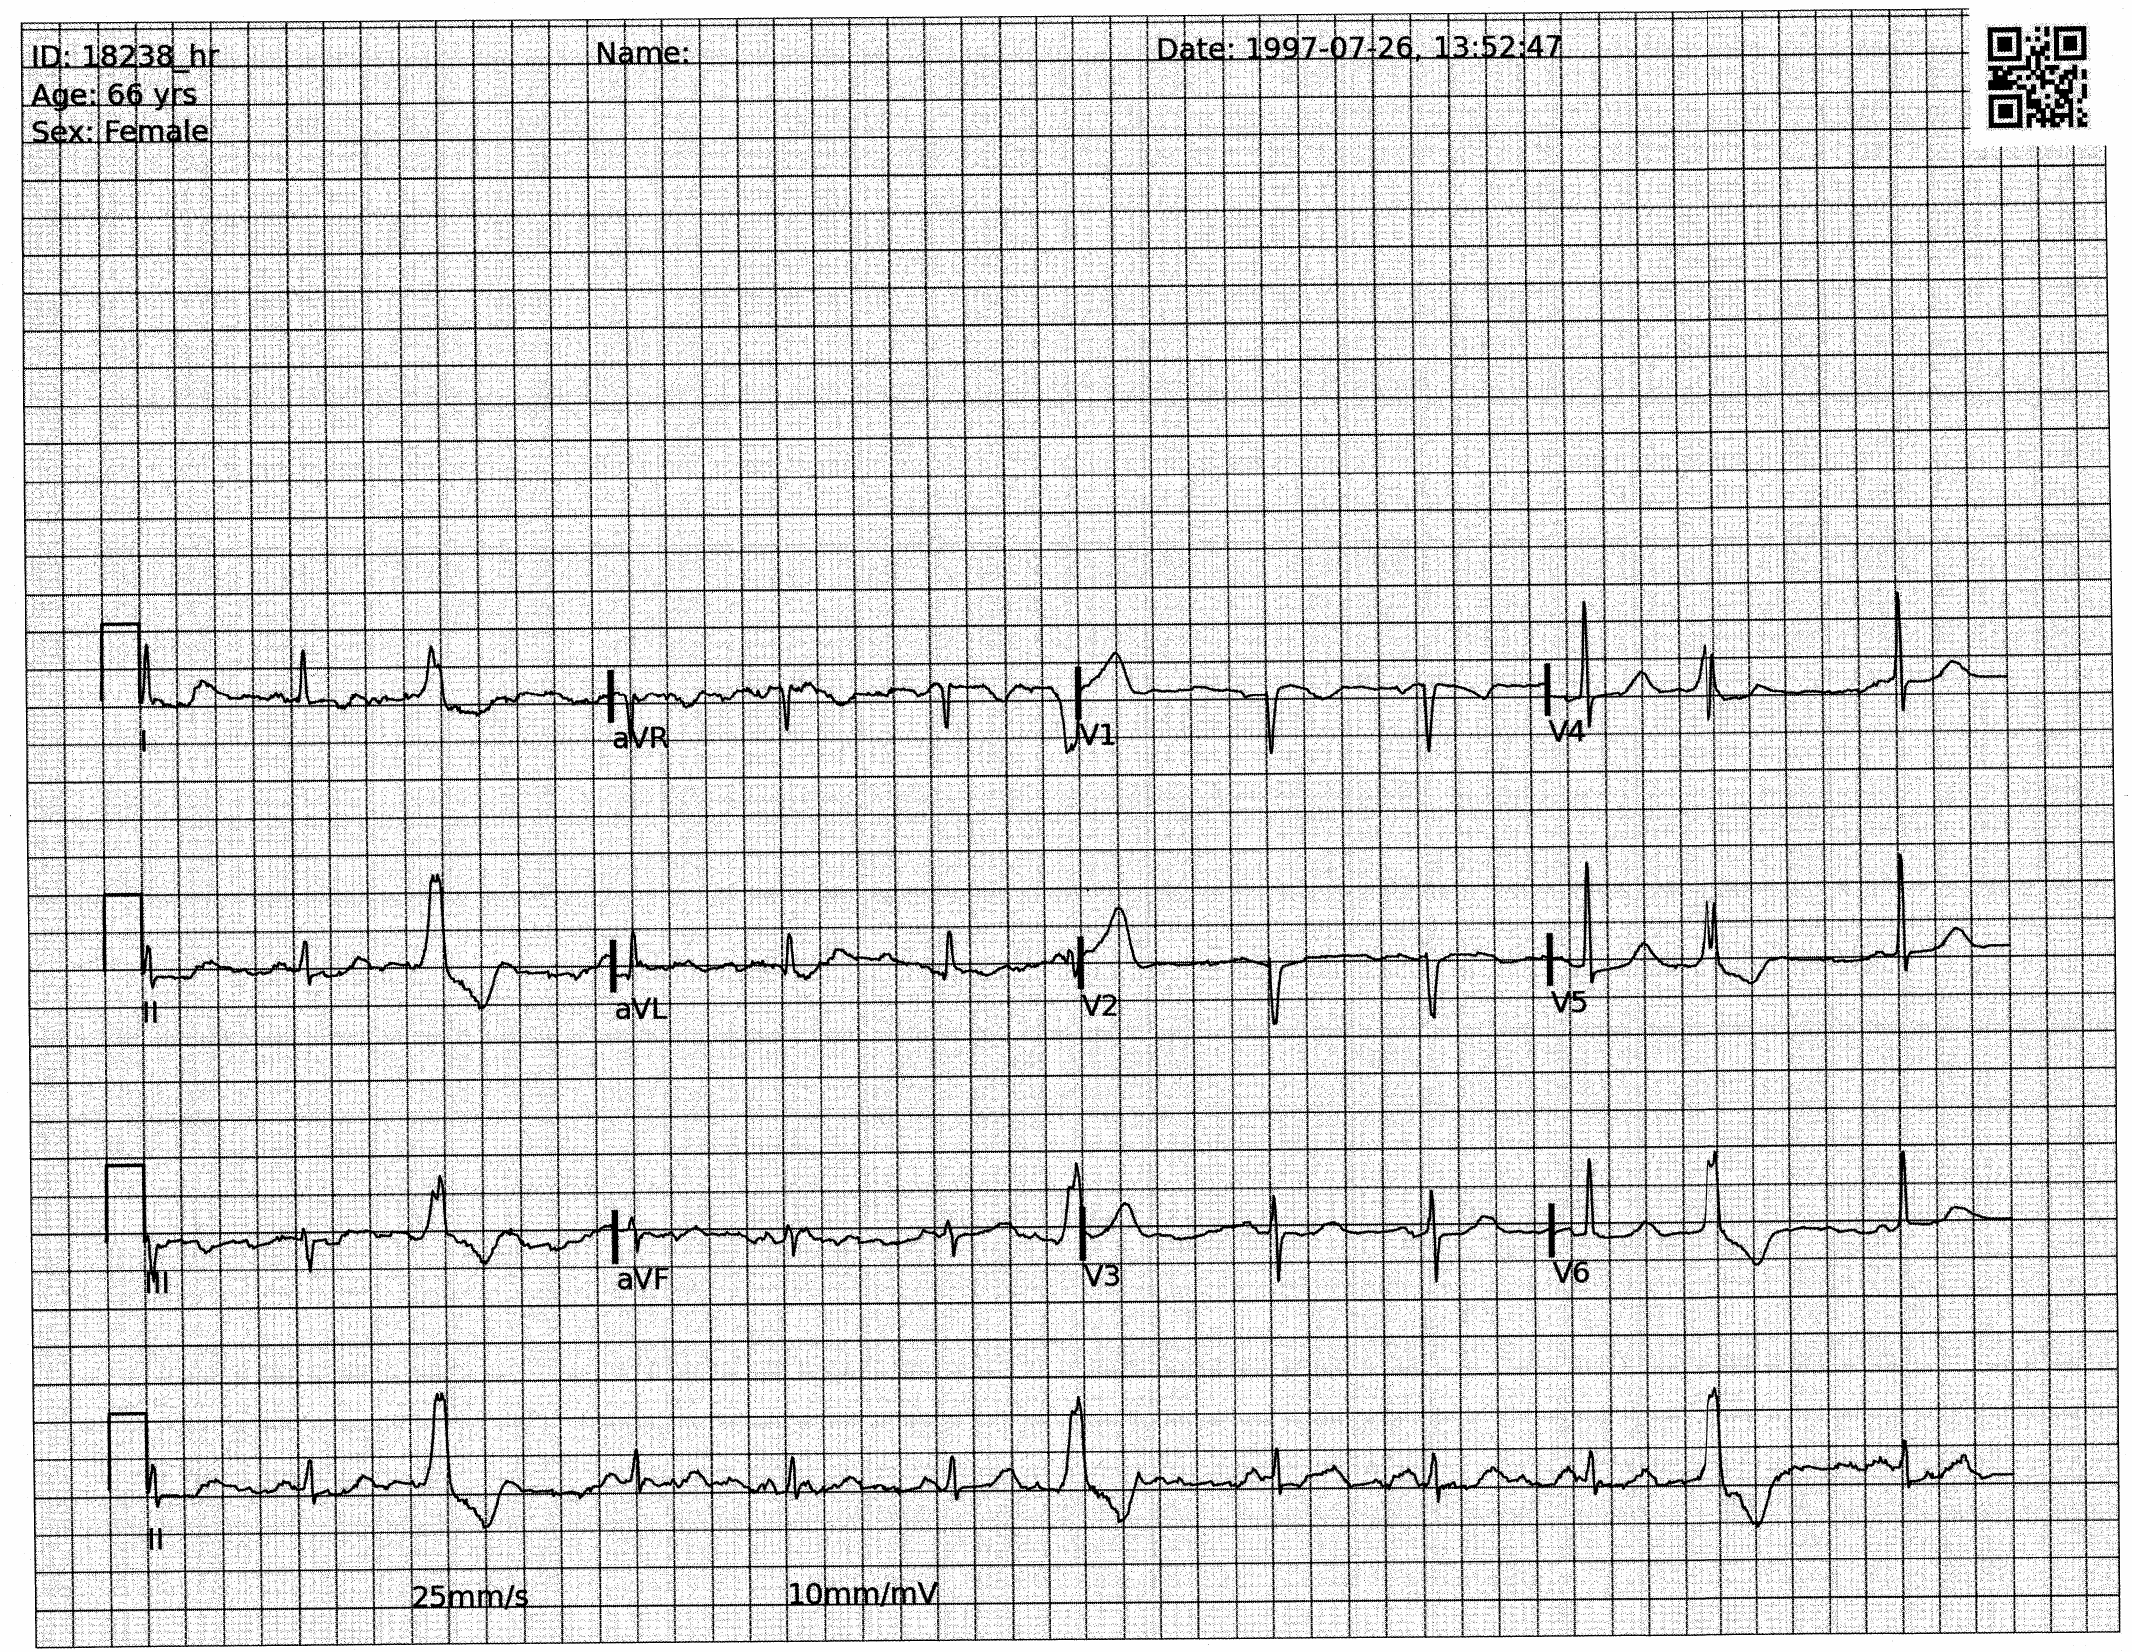 ID: 18238_hr
Name:
Date: 1997-07-26, 13:52:47
Age: 66 yrs
Sex: Female
I
aVR
V1
V4
II
aVL
V2
V5
III
aVF
V3
V6
II
25mm/s
10mm/mV